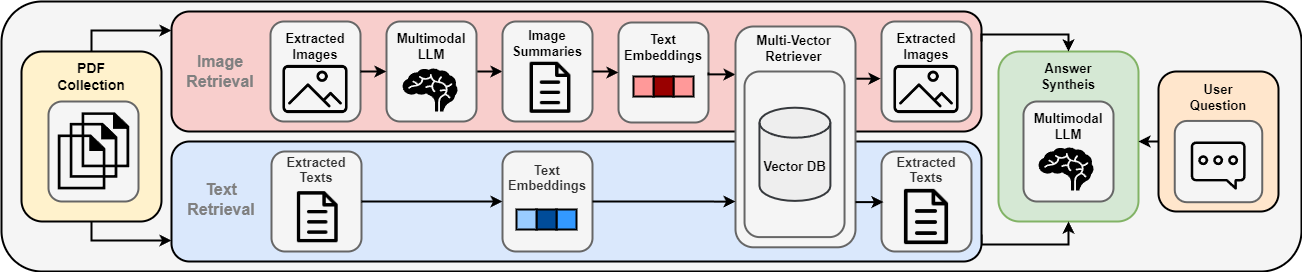 PDF
Collection
Image
Retrieval
Extracted
Images
Multimodal
LLM
Image
Summaries
Text
Embeddings
Multi-Vector
Retriever
Vector DB
Extracted
Images
Text
Retrieval
Extracted
Texts
Text
Embeddings
Extracted
Texts
Answer
Syntheis
Multimodal
LLM
User
Question